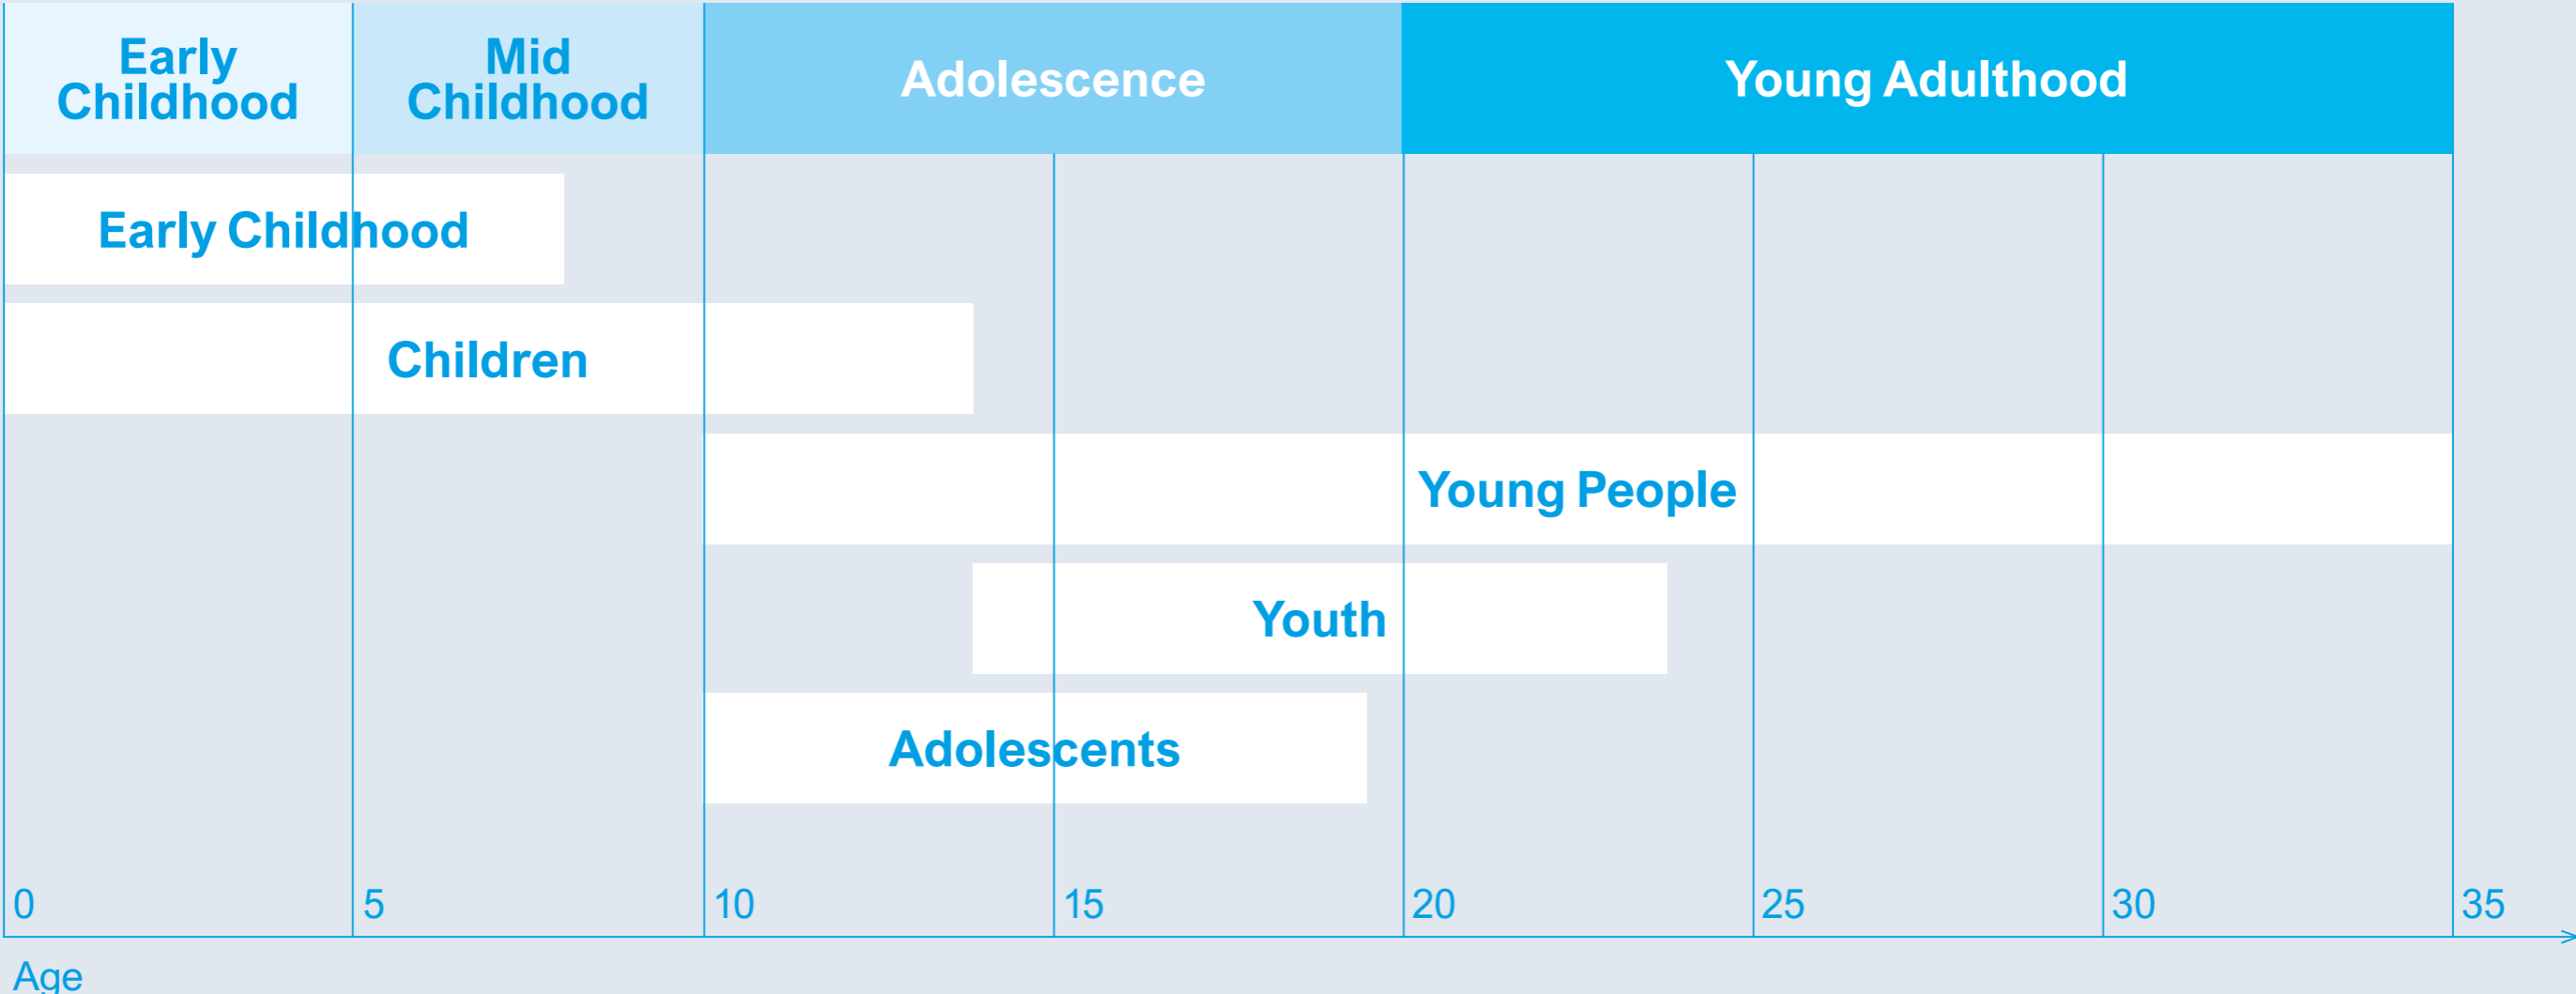 Early
Childhood
Mid
Childhood
Adolescence
Young Adulthood
Early Childhood
Children
Young People
Youth
Adolescents
0 5 10 15 20 25 30 35
Age